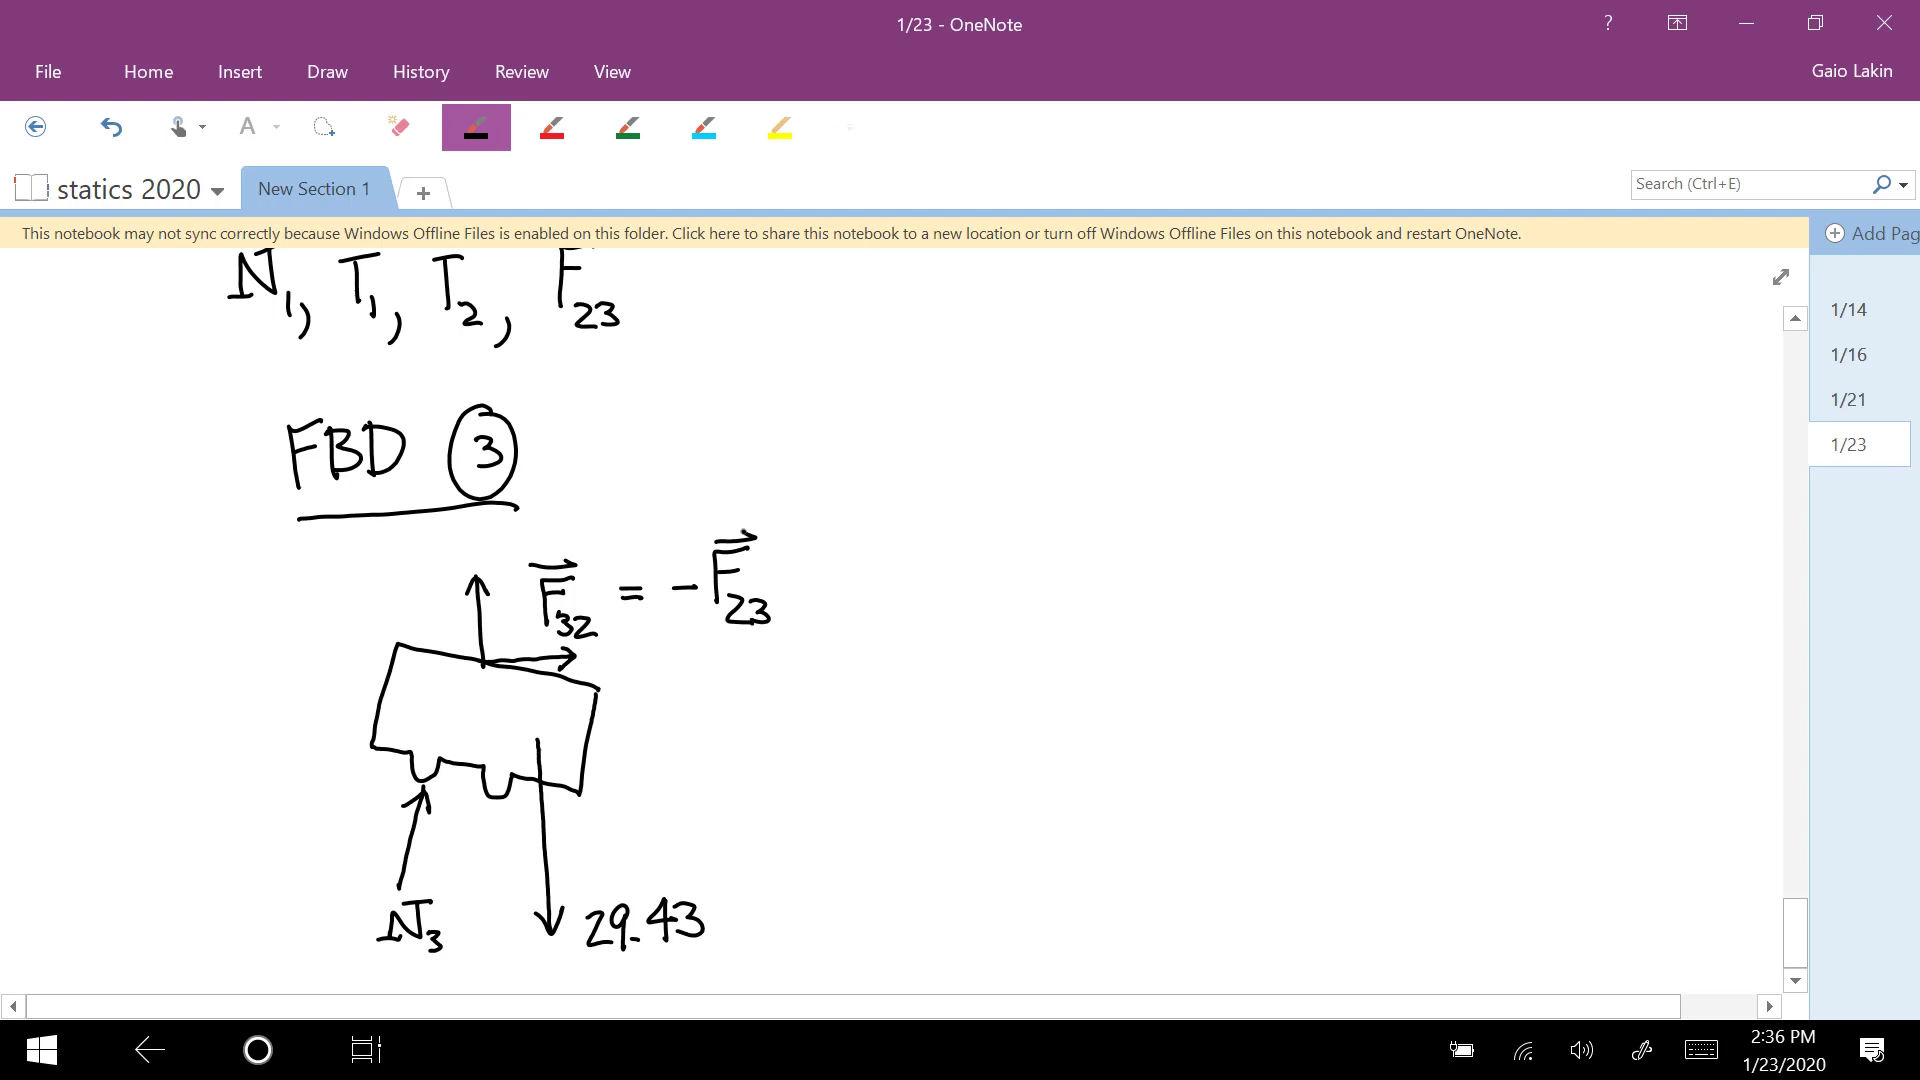 1/23 - OneNote
?
File Home Insert Draw History Review View
Gaio Lakin
A
statics 2020
New Section 1
+
Search (Ctrl+E)
This notebook may not sync correctly because Windows Offline Files is enabled on this folder. Click here to share this notebook to a new location or turn off Windows Offline Files on this notebook and restart OneNote.
Add Pag
1/14
1/16
1/21
1/23
N₁, T₁, T₂, F₂₃
FBD ③
F⃗₃₂ = -F⃗₂₃
N₃
29.43
2:36 PM
1/23/2020